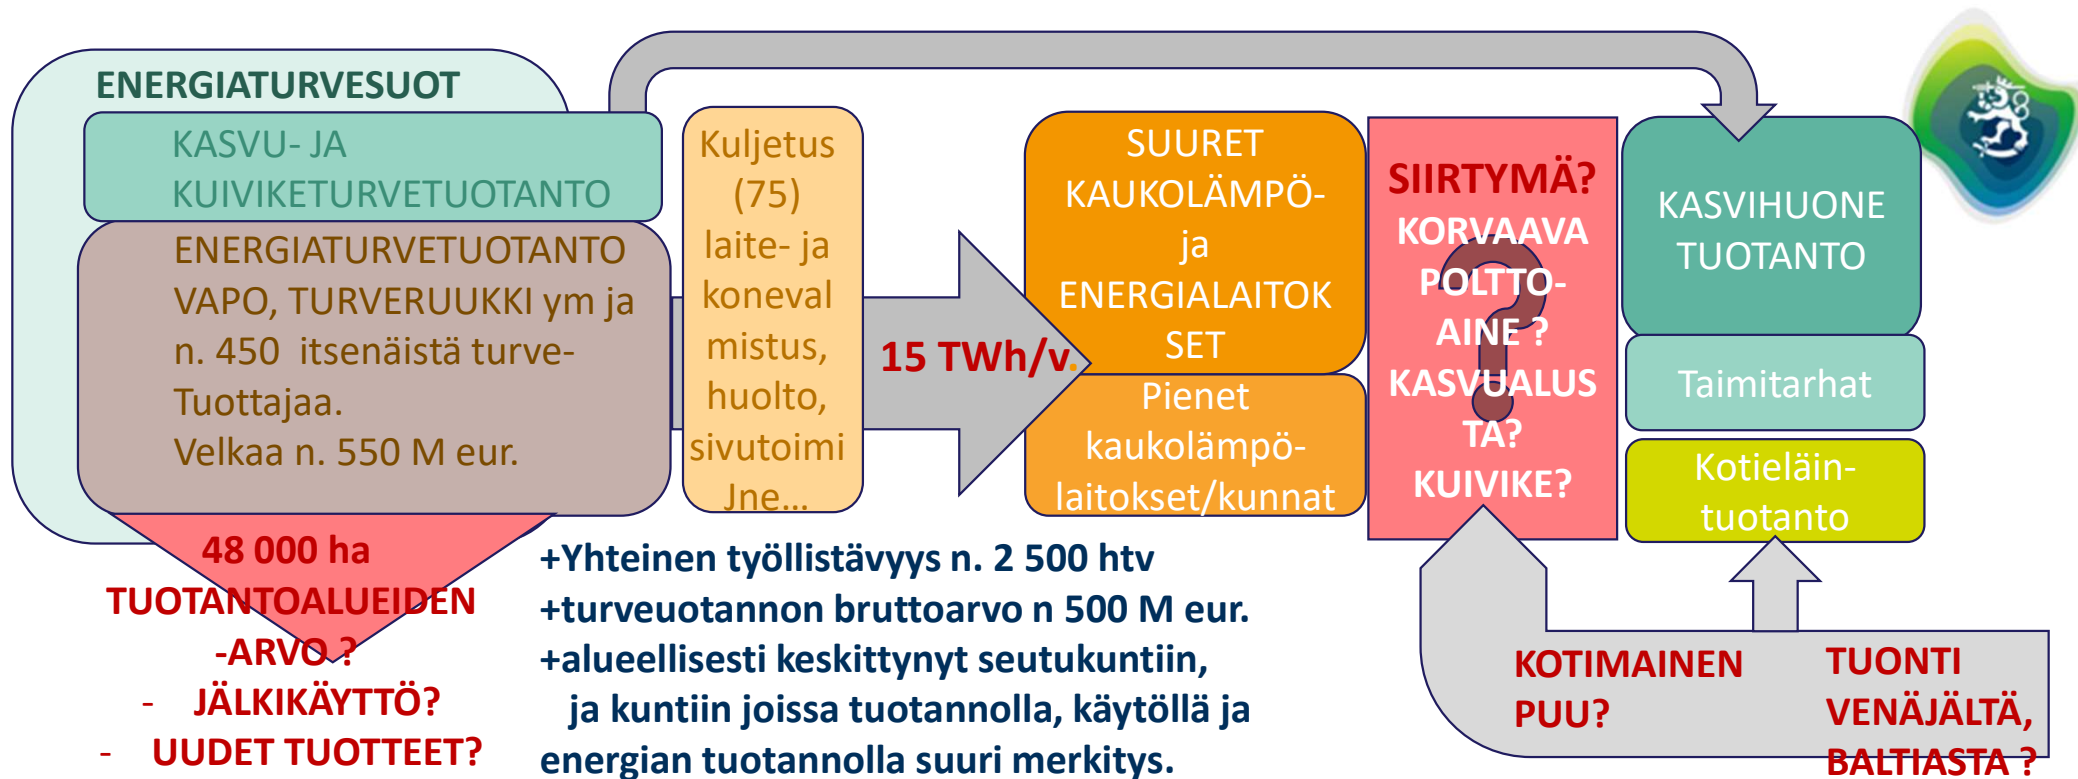 ENERGIATURVESUOT
KASVU- JA
KUIVIKETURVETUOTANTO
ENERGIATURVETUOTANTO
VAPO, TURVERUUKKI ym ja
n. 450 itsenäistä turve-
Tuottajaa.
Velkaa n. 550 M eur.
48 000 ha
TUOTANTOALUEIDEN
-ARVO ?
- JÄLKIKÄYTTÖ?
- UUDET TUOTTEET?
Kuljetus
(75)
laite- ja
koneval
mistus,
huolto,
sivutoimi
Jne...
15 TWh/v.
SUURET
KAUKOLÄMPÖ-
ja
ENERGIALAITOK
SET
Pienet
kaukolämpö-
laitokset/kunnat
SIIRTYMÄ?
KORVAAVA
POLTTO-
AINE ?
KASVUALUS
TA?
KUIVIKE?
?
KASVIHUONE
TUOTANTO
Taimitarhat
Kotieläin-
tuotanto
+Yhteinen työllistävyys n. 2 500 htv
+turveuotannon bruttoarvo n 500 M eur.
+alueellisesti keskittynyt seutukuntiin,
ja kuntiin joissa tuotannolla, käytöllä ja
energian tuotannolla suuri merkitys.
KOTIMAINEN
PUU?
TUONTI
VENÄJÄLTÄ,
BALTIASTA ?